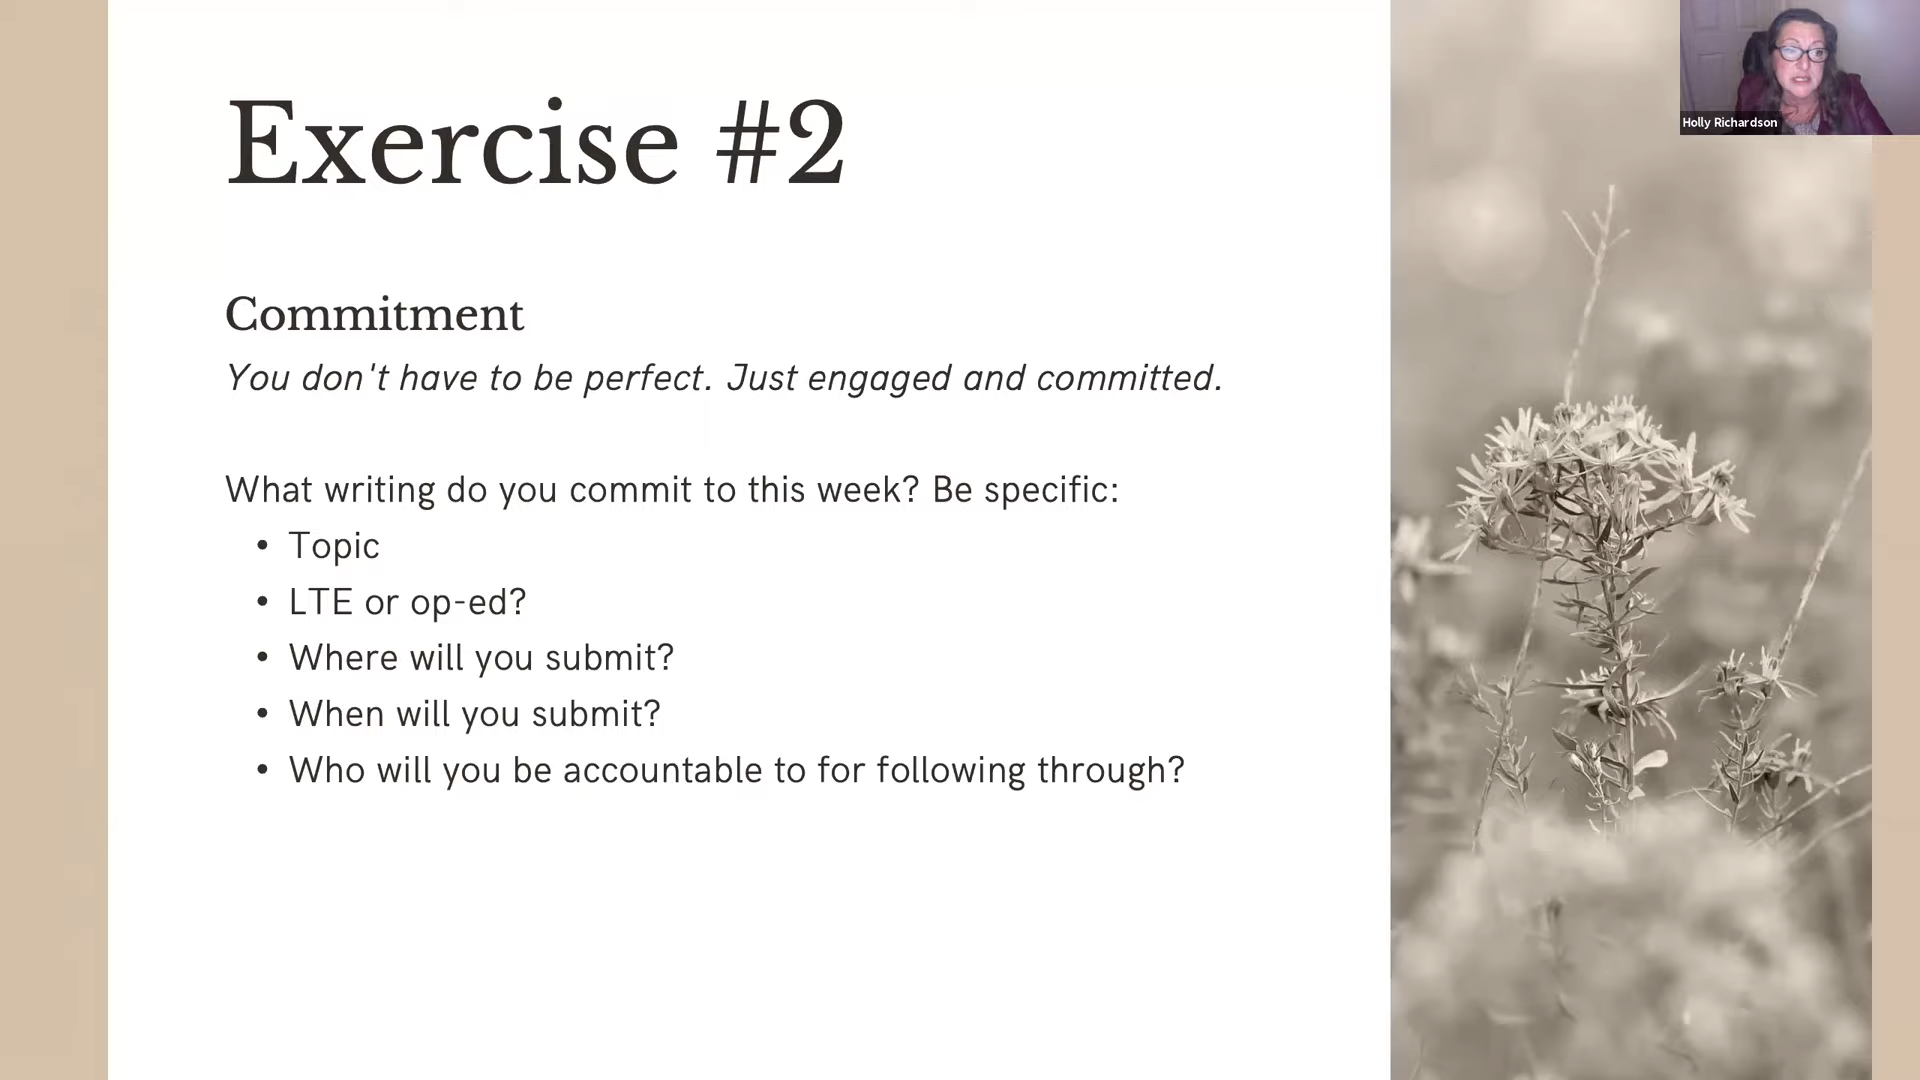 Exercise #2
Commitment
You don't have to be perfect. Just engaged and committed.
What writing do you commit to this week? Be specific:
• Topic
• LTE or op-ed?
• Where will you submit?
• When will you submit?
• Who will you be accountable to for following through?
Holly Richardson